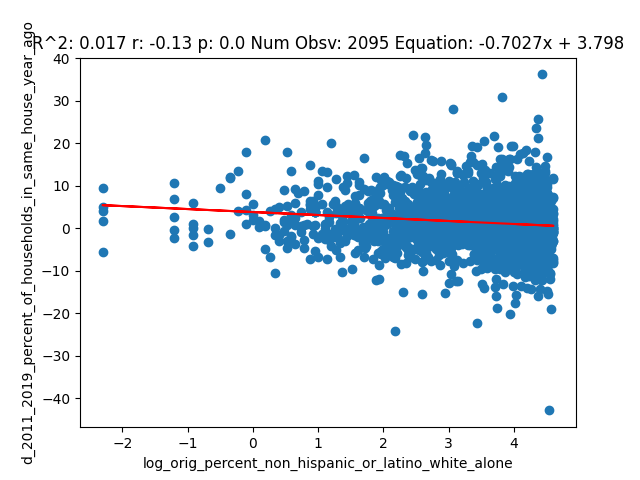 R^2: 0.017 r: -0.13 p: 0.0 Num Obsv: 2095 Equation: -0.7027x + 3.798
d_2011_2019_percent_of_households_in_same_house_year_ago
40
30
20
10
0
−10
−20
−30
−40
−2 −1 0 1 2 3 4
log_orig_percent_non_hispanic_or_latino_white_alone